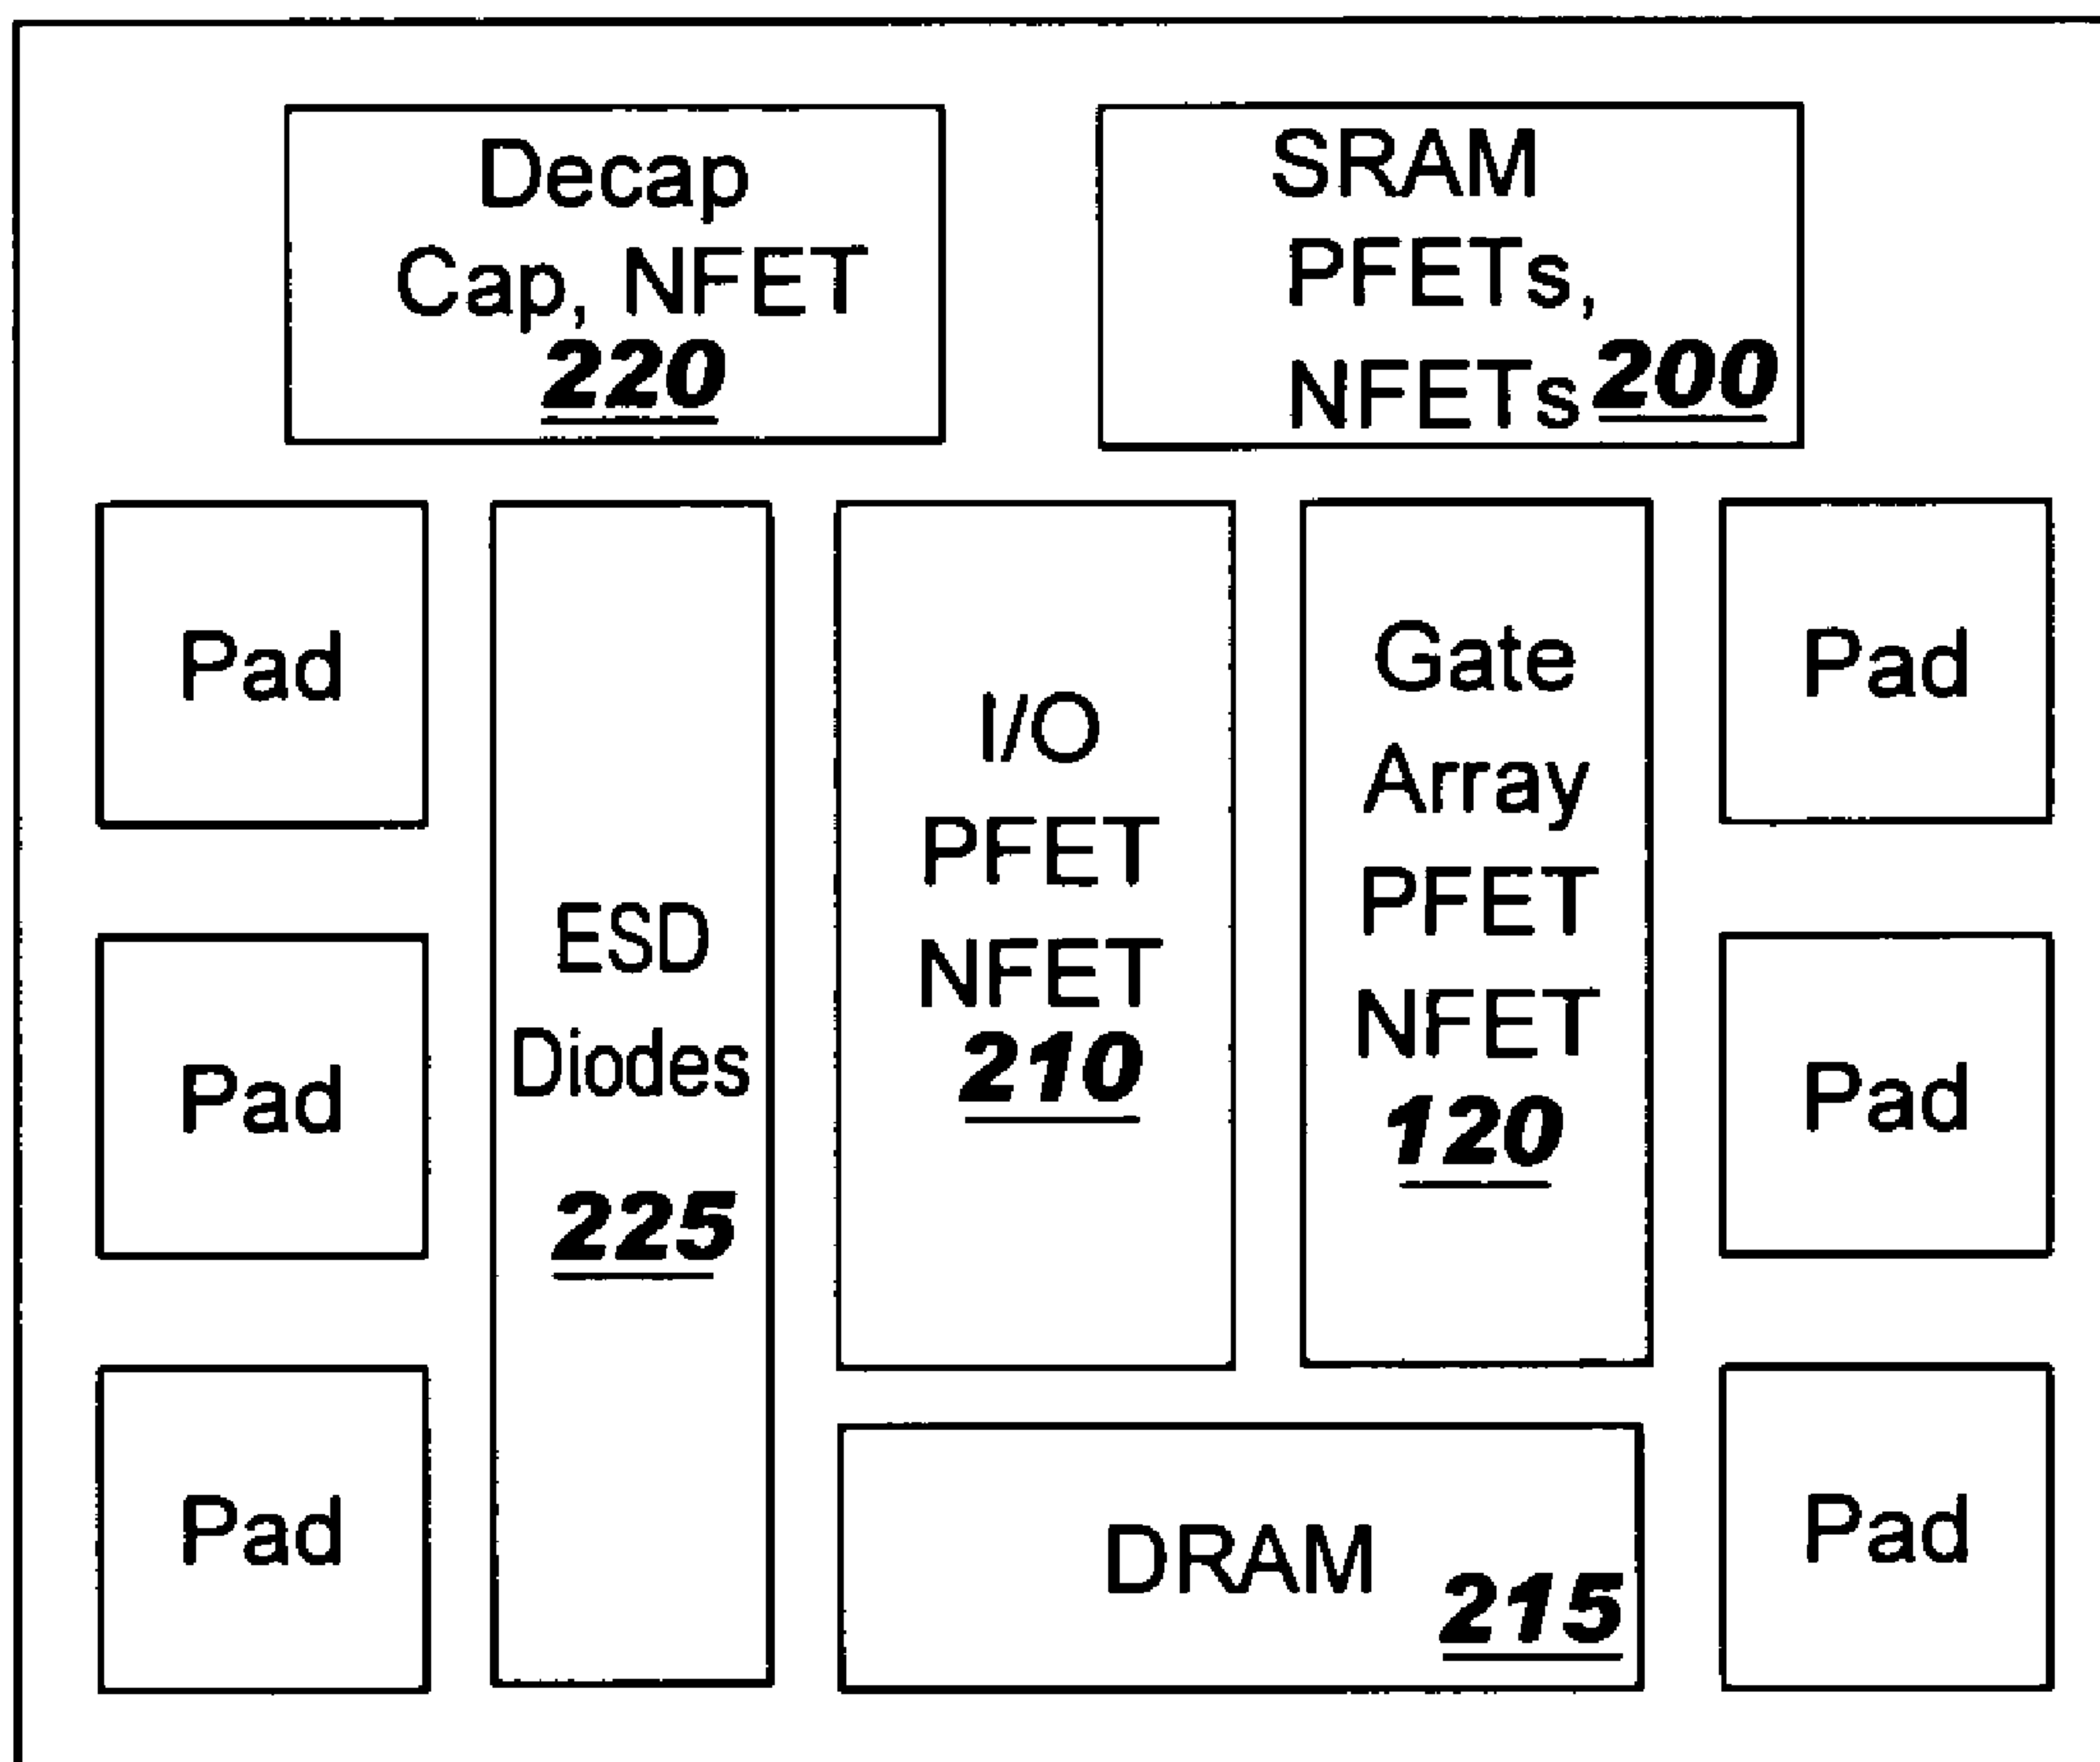 Decap
Cap, NFET
220
SRAM
PFETs,
NFETs 200
Pad
Pad
Pad
ESD
Diodes
225
I/O
PFET
NFET
210
Gate
Array
PFET
NFET
120
Pad
Pad
Pad
DRAM
215